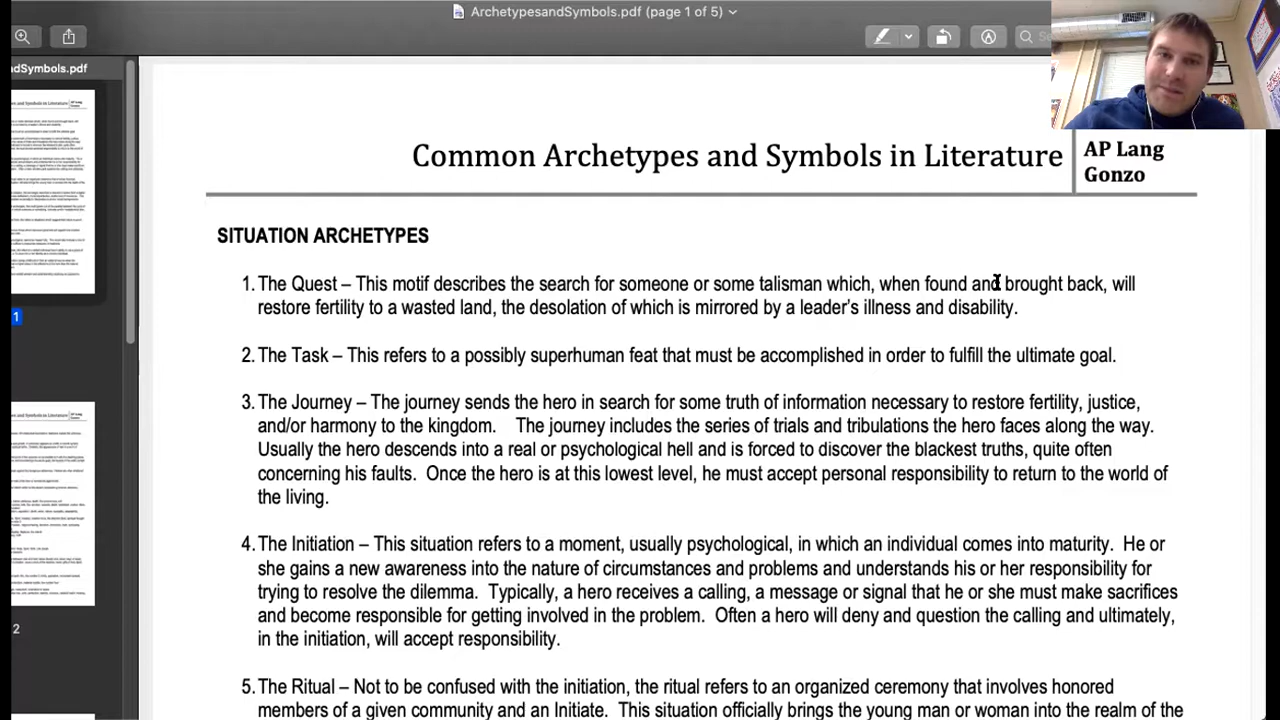 ArchetypesandSymbols.pdf (page 1 of 5)
dSymbols.pdf
Common Archetypes and Symbols in Literature
AP Lang
Gonzo
SITUATION ARCHETYPES
1. The Quest – This motif describes the search for someone or some talisman which, when found and brought back, will
restore fertility to a wasted land, the desolation of which is mirrored by a leader's illness and disability.
2. The Task – This refers to a possibly superhuman feat that must be accomplished in order to fulfill the ultimate goal.
3. The Journey – The journey sends the hero in search for some truth of information necessary to restore fertility, justice,
and/or harmony to the kingdom. The journey includes the series of trials and tribulations the hero faces along the way.
Usually the hero descends into a real or psychological hell and is forced to discover the blackest truths, quite often
concerning his faults. Once the hero is at this lowest level, he must accept personal responsibility to return to the world of
the living.
4. The Initiation – This situation refers to a moment, usually psychological, in which an individual comes into maturity. He or
she gains a new awareness into the nature of circumstances and problems and understands his or her responsibility for
trying to resolve the dilemma. Typically, a hero receives a calling, a message or signal that he or she must make sacrifices
and become responsible for getting involved in the problem. Often a hero will deny and question the calling and ultimately,
in the initiation, will accept responsibility.
5. The Ritual – Not to be confused with the initiation, the ritual refers to an organized ceremony that involves honored
members of a given community and an Initiate. This situation officially brings the young man or woman into the realm of the
1
2